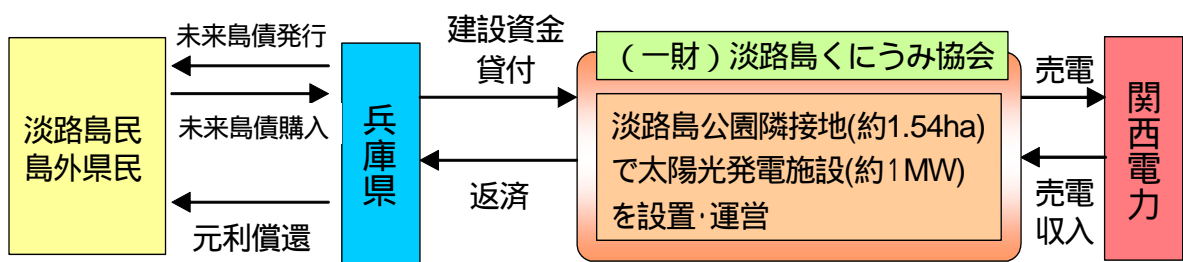 淡路島民
島外県民
未来島債発行
未来島債購入
元利償還
兵庫県
建設資金
貸付
返済
(一財)淡路島くにうみ協会
淡路島公園隣接地(約1.54ha)
で太陽光発電施設(約1MW)
を設置・運営
売電
売電
収入
関西電力